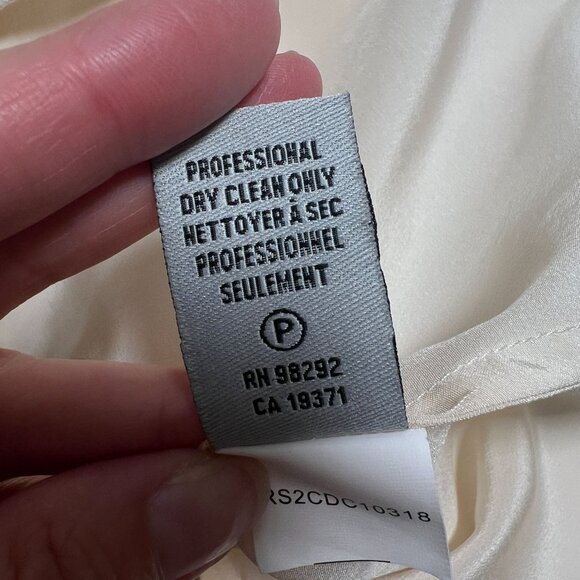 PROFESSIONAL
DRY CLEAN ONLY
NETTOYER À SEC
PROFESSIONNEL
SEULEMENT
P
RN 98292
CA 19371
RS2CDC10318